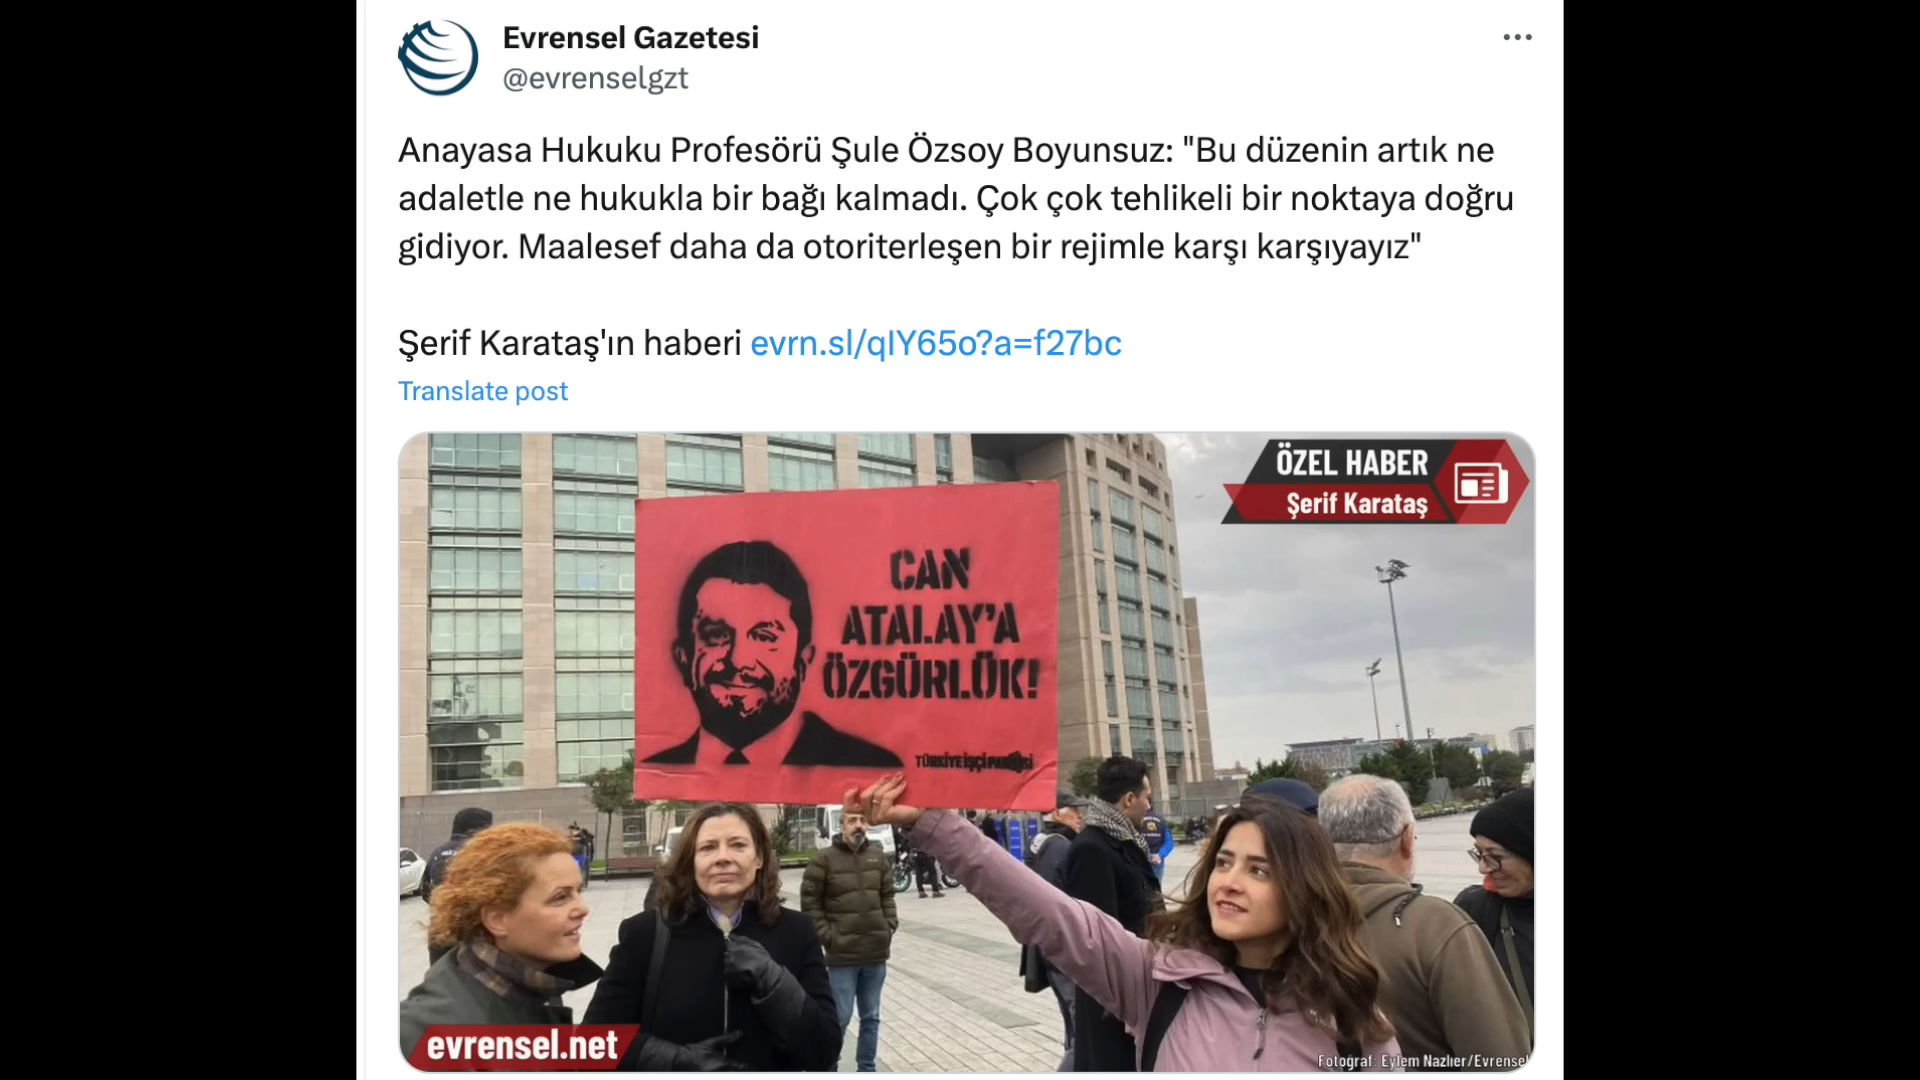 Evrensel Gazetesi
@evrenselgzt
Anayasa Hukuku Profesörü Şule Özsoy Boyunsuz: "Bu düzenin artık ne
adaletle ne hukukla bir bağı kalmadı. Çok çok tehlikeli bir noktaya doğru
gidiyor. Maalesef daha da otoriterleşen bir rejimle karşı karşıyayız"
Şerif Karataş'ın haberi evrn.sl/qIY65o?a=f27bc
Translate post
ÖZEL HABER
Şerif Karataş
CAN
ATALAY'A
ÖZGÜRLÜK!
TÜRKİYE İŞÇİ PARTİSİ
evrensel.net
Fotoğraf: Eylem Nazlıer/Evrensel